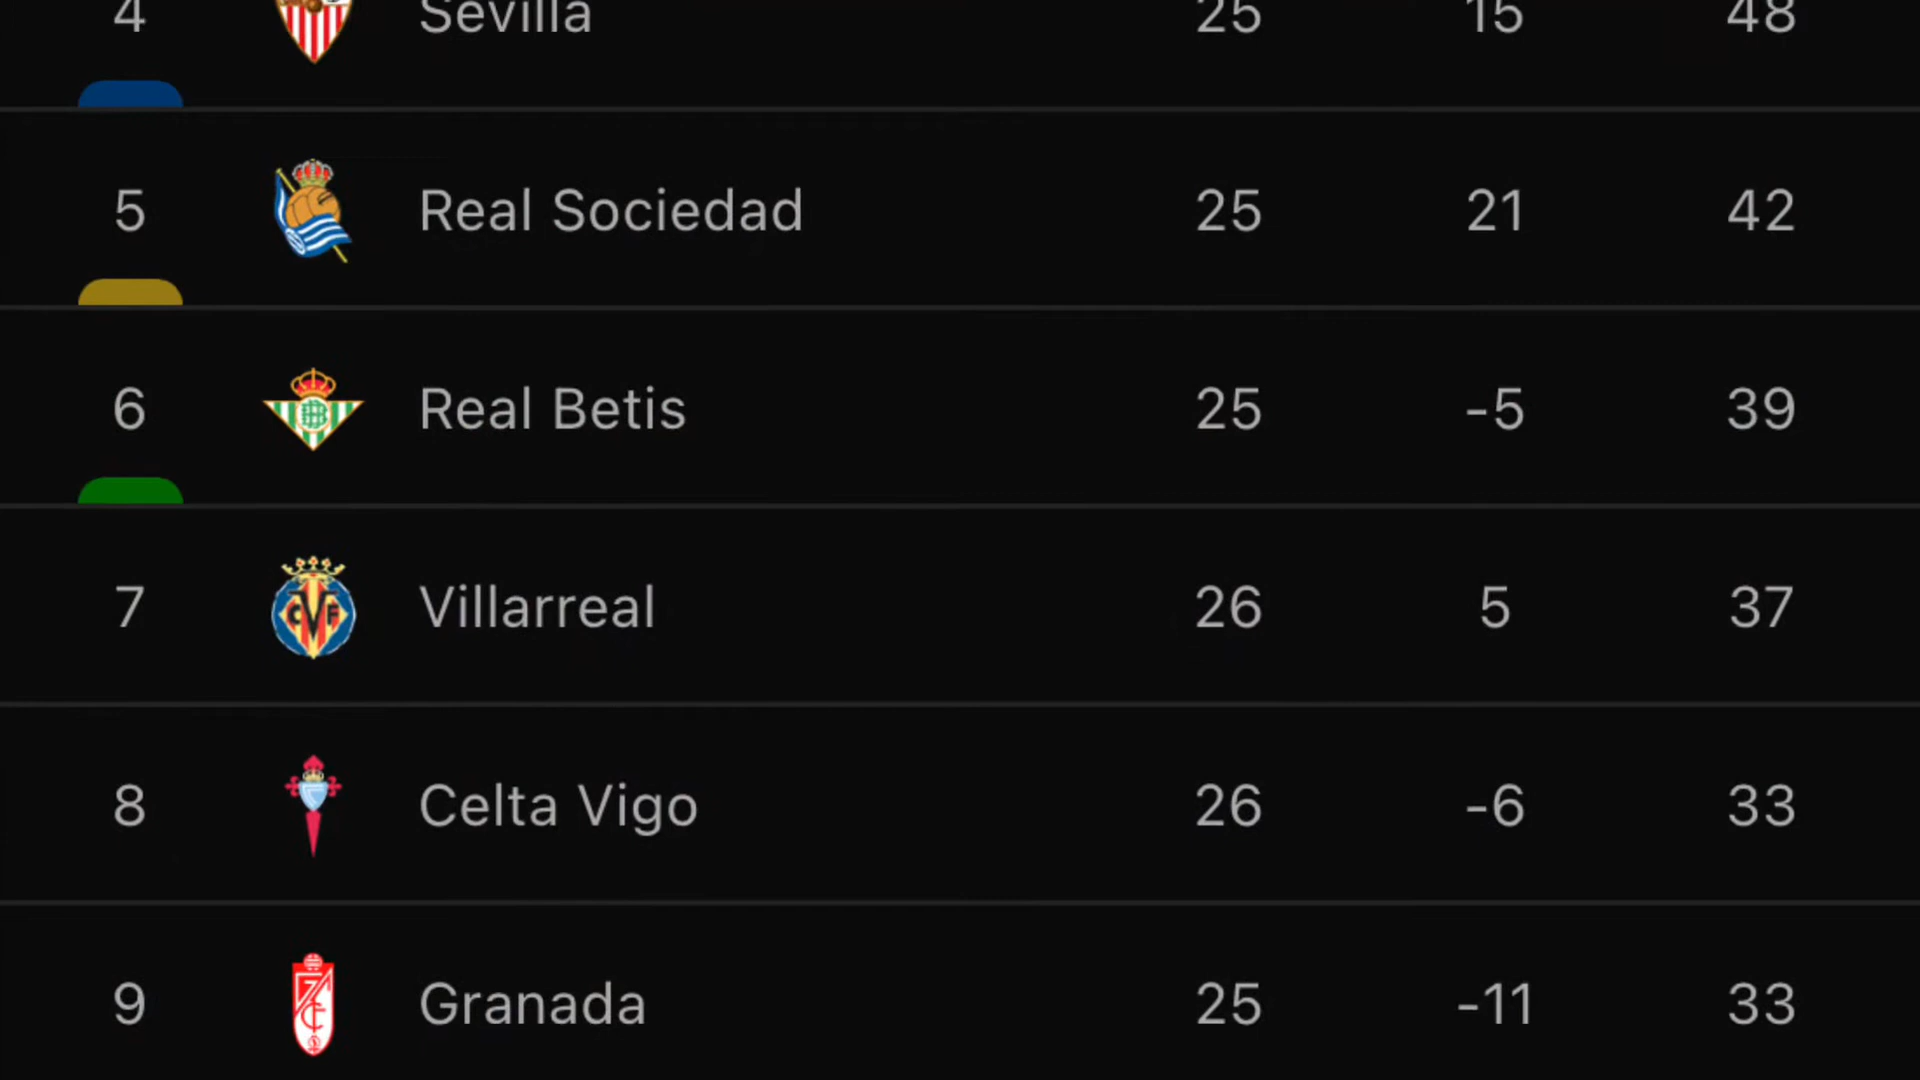 4 Sevilla 25 15 48
5 Real Sociedad 25 21 42
6 Real Betis 25 -5 39
7 Villarreal 26 5 37
8 Celta Vigo 26 -6 33
9 Granada 25 -11 33